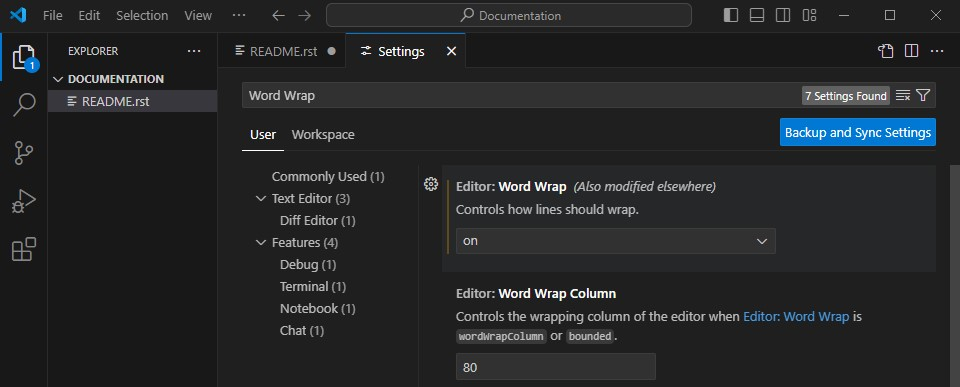 File Edit Selection ··· Documentation
EXPLORER ··· README.rst Settings ···
DOCUMENTATION
README.rst
1
Word Wrap 7 Settings Found
User Workspace Backup and Sync Settings
Commonly Used (1)
Text Editor (3)
Diff Editor (1)
Features (4)
Debug (1)
Terminal (1)
Notebook (1)
Chat (1)
Editor: Word Wrap (Also modified elsewhere)
Controls how lines should wrap.
on
Editor: Word Wrap Column
Controls the wrapping column of the editor when Editor: Word Wrap is
wordWrapColumn or bounded.
80